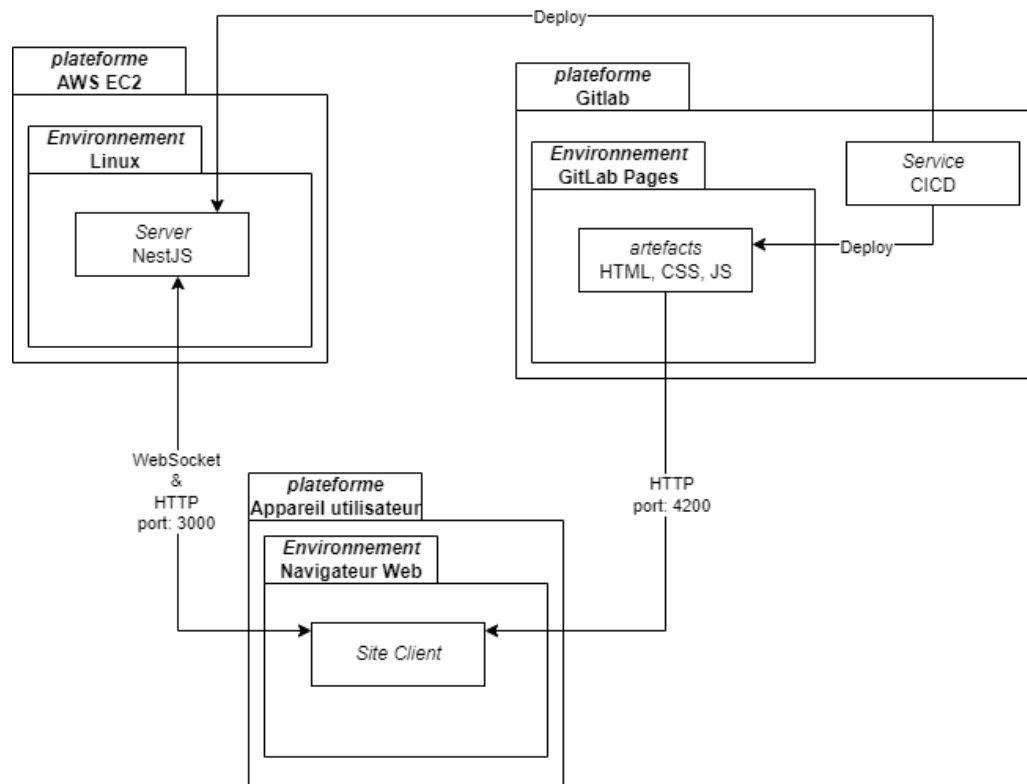 Deploy
plateforme
AWS EC2
plateforme
Gitlab
Environnement
Linux
Environnement
GitLab Pages
Service
CICD
Server
NestJS
artefacts
HTML, CSS, JS
Deploy
WebSocket
&
HTTP
port: 3000
HTTP
port: 4200
plateforme
Appareil utilisateur
Environnement
Navigateur Web
Site Client